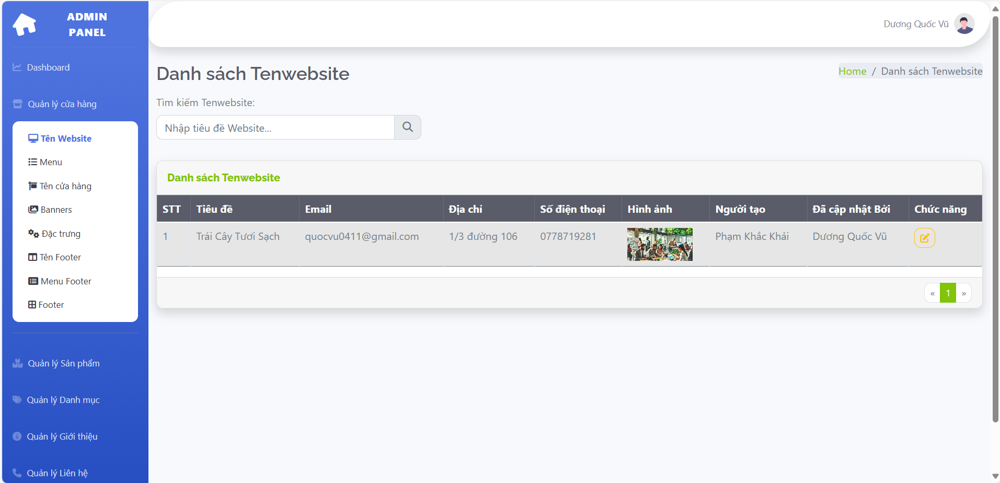 ADMIN
PANEL
Dương Quốc Vũ
Dashboard
Quản lý cửa hàng
Tên Website
Menu
Tên cửa hàng
Banners
Đặc trưng
Tên Footer
Menu Footer
Footer
Quản lý Sản phẩm
Quản lý Danh mục
Quản lý Giới thiệu
Quản lý Liên hệ
Danh sách Tenwebsite
Home / Danh sách Tenwebsite
Tìm kiếm Tenwebsite:
Nhập tiêu đề Website...
Danh sách Tenwebsite
STT Tiêu đề Email Địa chỉ Số điện thoại Hình ảnh Người tạo Đã cập nhật Bởi Chức năng
1 Trái Cây Tươi Sạch quocvu0411@gmail.com 1/3 đường 106 0778719281 Phạm Khắc Khải Dương Quốc Vũ
« 1 »